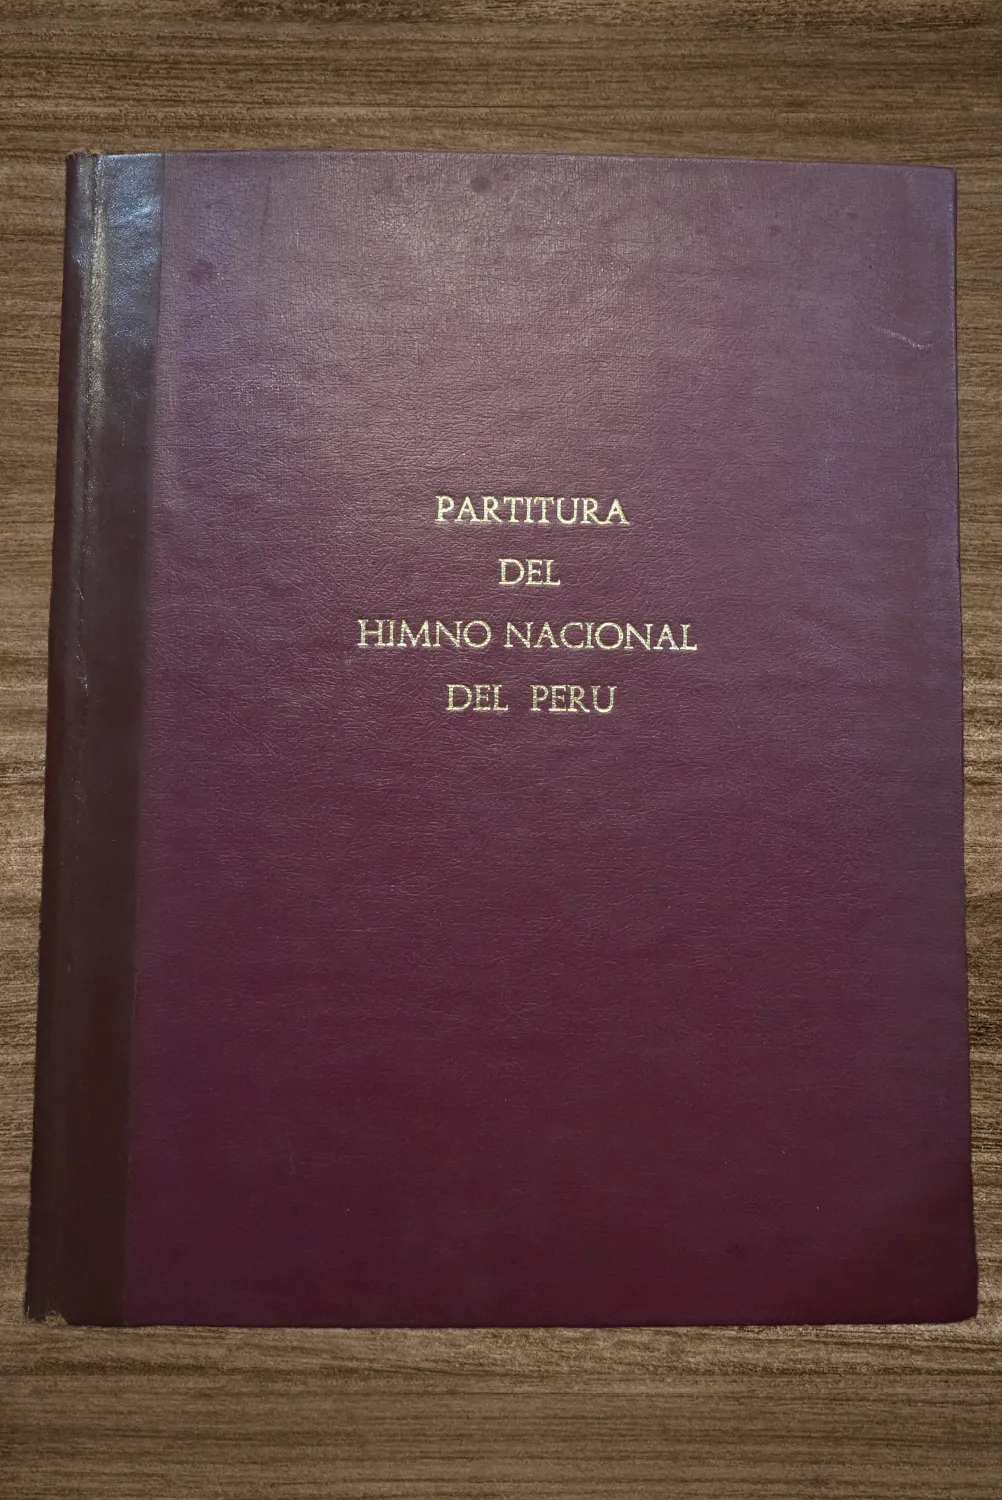 PARTITURA
DEL
HIMNO NACIONAL
DEL PERU